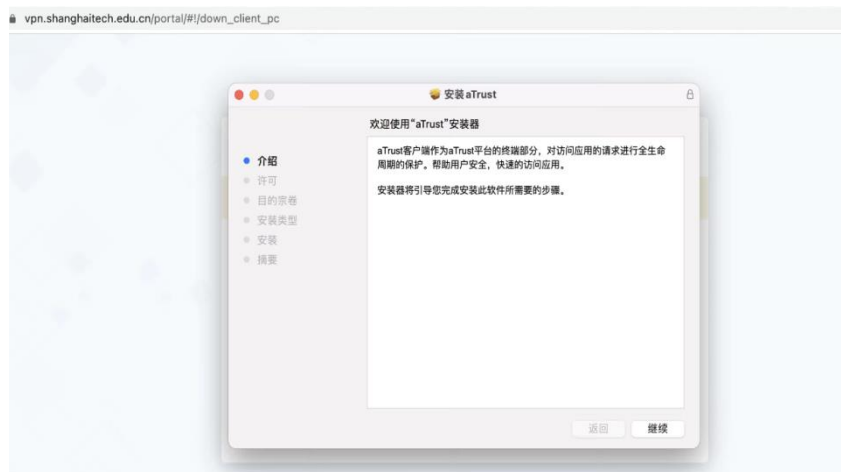 vpn.shanghaitech.edu.cn/portal/#!/down_client_pc
安装 aTrust
欢迎使用“aTrust”安装器
介绍
许可
目的宗卷
安装类型
安装
摘要
aTrust客户端作为aTrust平台的终端部分，对访问应用的请求进行全生命
周期的保护。帮助用户安全，快速的访问应用。
安装器将引导您完成安装此软件所需要的步骤。
返回
继续